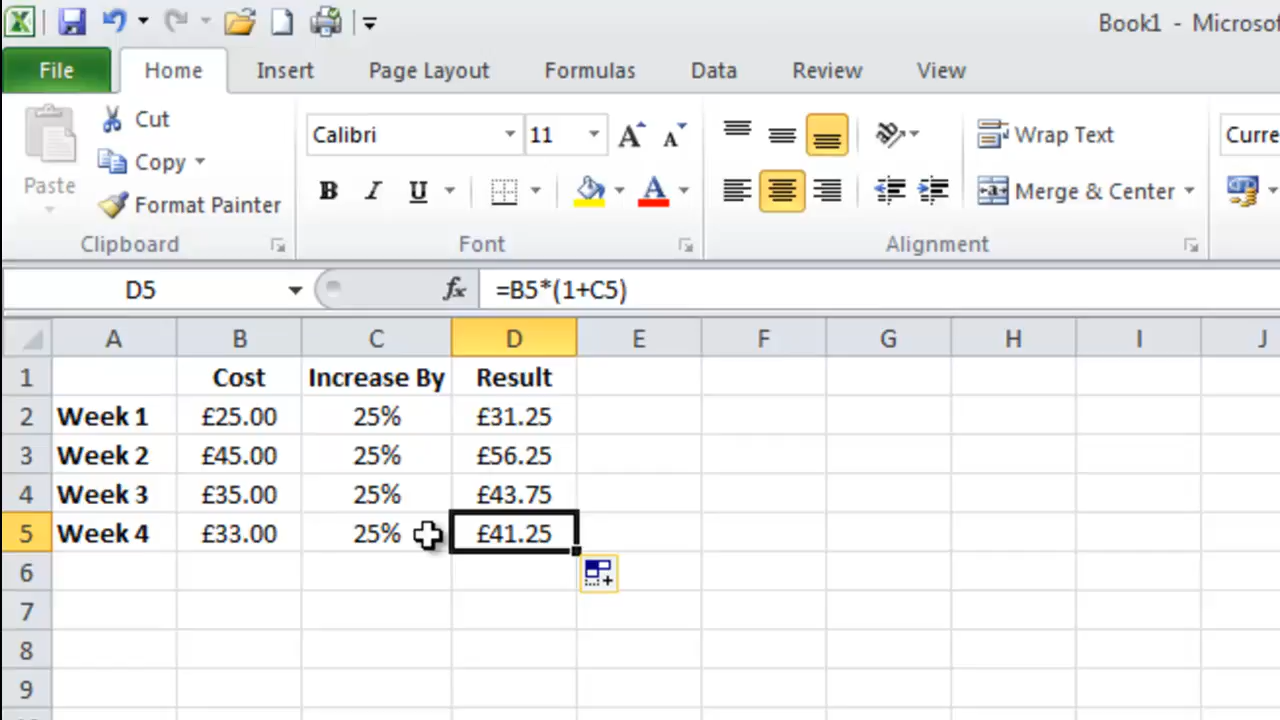 Book1 - Microsof
File Home Insert Page Layout Formulas Data Review View
Paste
Cut
Copy
Format Painter
Calibri 11
B I U A
Wrap Text
Merge & Center
Curre
Clipboard Font Alignment
D5 fx =B5*(1+C5)
A B C D E F G H I J
1 Cost Increase By Result
2 Week 1 £25.00 25% £31.25
3 Week 2 £45.00 25% £56.25
4 Week 3 £35.00 25% £43.75
5 Week 4 £33.00 25% £41.25
6
7
8
9